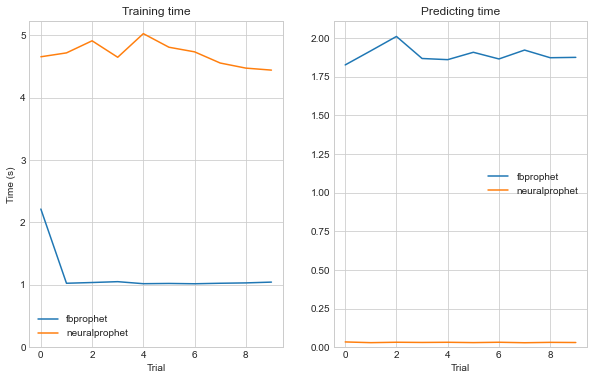 Training time
5
4
3
2
1
0
Time (s)
fbprophet
neuralprophet
0 2 4 6 8
Trial
Predicting time
2.00
1.75
1.50
1.25
1.00
0.75
0.50
0.25
0.00
fbprophet
neuralprophet
0 2 4 6 8
Trial